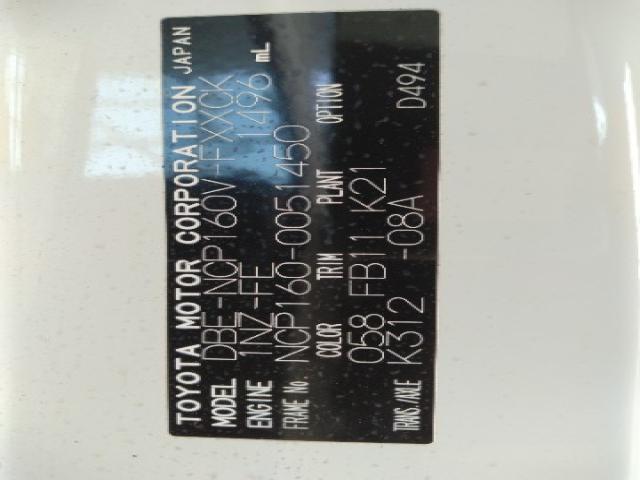 TOYOTA MOTOR CORPORATION JAPAN
MODEL DBE-NCP160V-FXXCK
ENGINE 1NZ-FE 1496 mL
FRAME No. NCP160-0051450
COLOR TRIM PLANT OPTION
058 FB11 K21
TRANS./AXLE K312 -08A D494